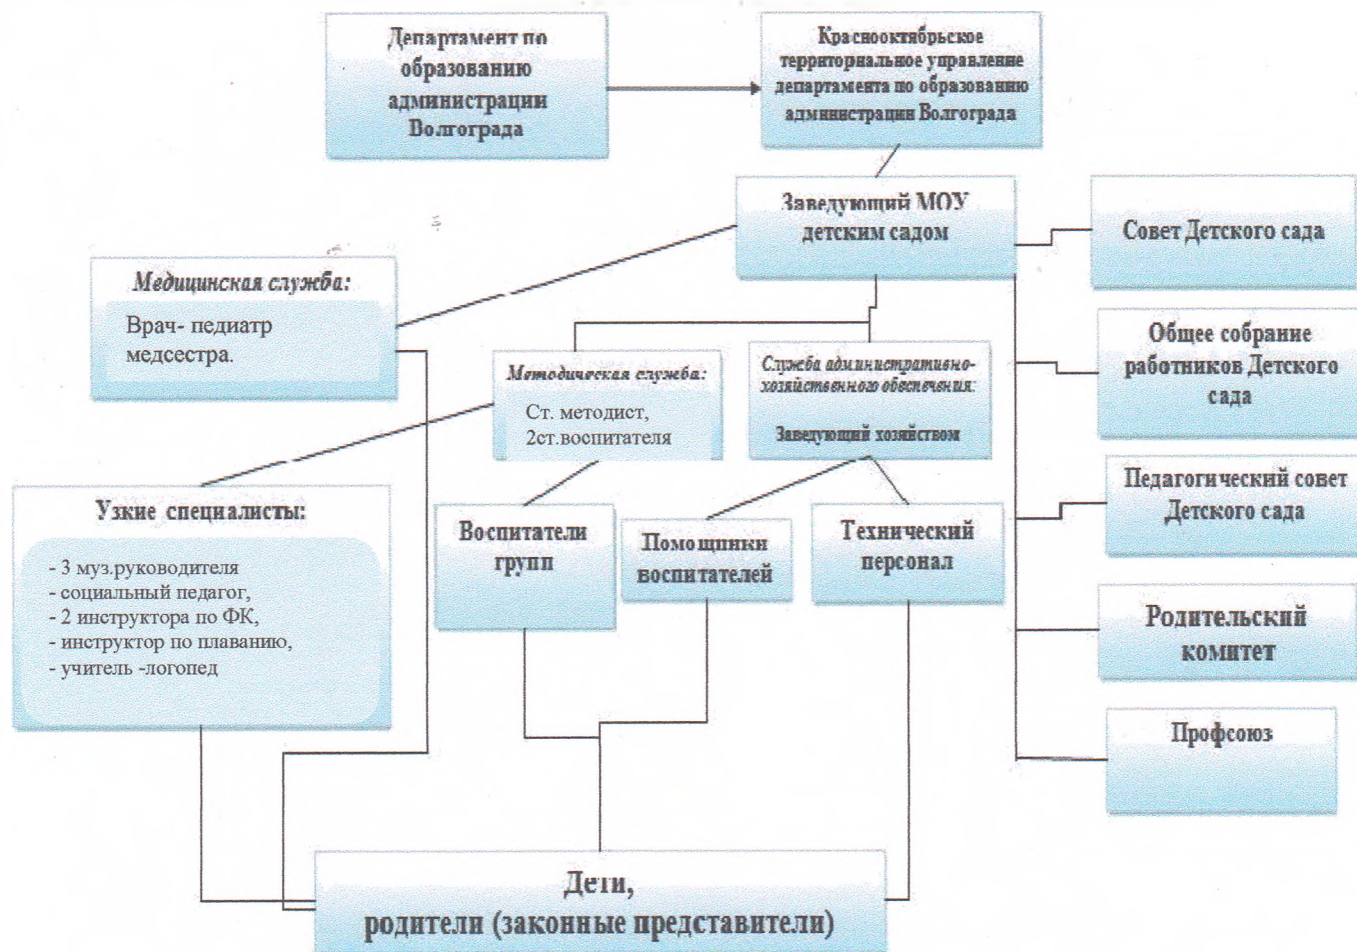 Департамент по
образованию
администрации
Волгограда
Краснооктябрьское
территориальное управление
департамента по образованию
администрации Волгограда
Заведующий МОУ
детским садом
Совет Детского сада
Медицинская служба:
Врач- педиатр
медсестра.
Общее собрание
работников Детского
сада
Методическая служба:
Ст. методист,
2ст.воспитателя
Служба административно-
хозяйственного обеспечения:
Заведующий хозяйством
Педагогический совет
Детского сада
Узкие специалисты:
- 3 муз.руководителя
- социальный педагог,
- 2 инструктора по ФК,
- инструктор по плаванию,
- учитель -логопед
Воспитатели
групп
Помощники
воспитателей
Технический
персонал
Родительский
комитет
Профсоюз
Дети,
родители (законные представители)